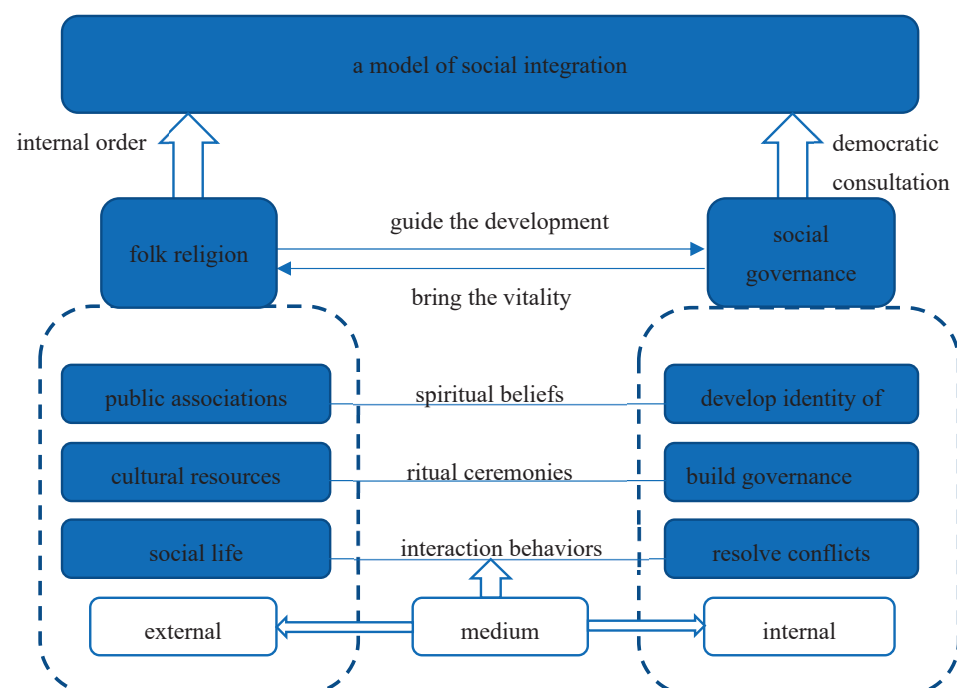 a model of social integration
internal order
democratic
consultation
folk religion
guide the development
bring the vitality
social
governance
public associations
spiritual beliefs
develop identity of
cultural resources
ritual ceremonies
build governance
social life
interaction behaviors
resolve conflicts
external
medium
internal